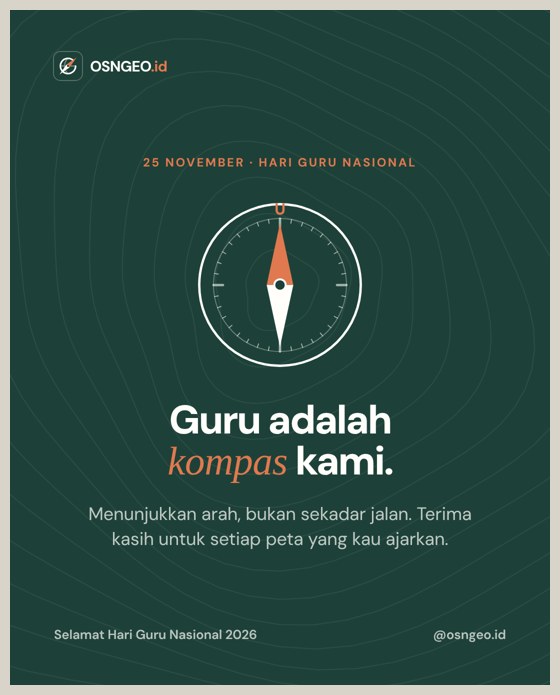 OSNGEO.id
25 NOVEMBER · HARI GURU NASIONAL
U
Guru adalah
kompas kami.
Menunjukkan arah, bukan sekadar jalan. Terima
kasih untuk setiap peta yang kau ajarkan.
Selamat Hari Guru Nasional 2026
@osngeo.id